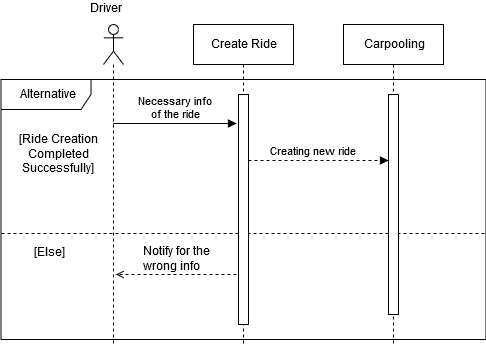 Driver
Create Ride
Carpooling
Alternative
Necessary info
of the ride
[Ride Creation
Completed
Successfully]
Creating new ride
[Else]
Notify for the
wrong info